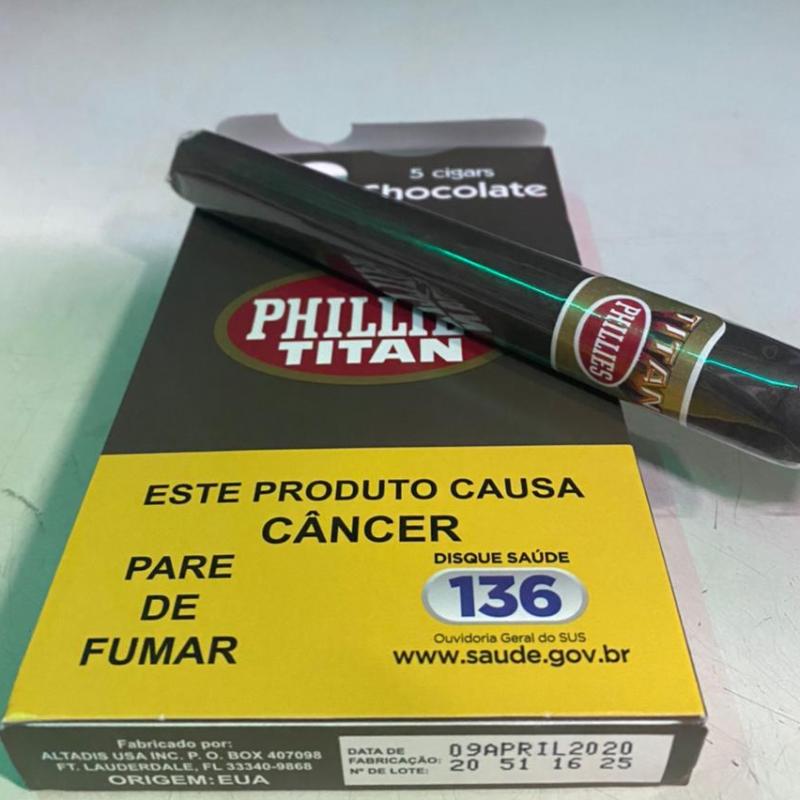 5 cigars
Chocolate
PHILLIES
TITAN
PHILLIES
TITAN
ESTE PRODUTO CAUSA
CÂNCER
PARE
DE
FUMAR
DISQUE SAÚDE
136
Ouvidoria Geral do SUS
www.saude.gov.br
Fabricado por:
ALTADIS USA INC. P. O. BOX 407098
FT. LAUDERDALE, FL 33340-9868
ORIGEM: EUA
DATA DE
FABRICAÇÃO: 09APRIL2020
Nº DE LOTE: 20 51 16 25